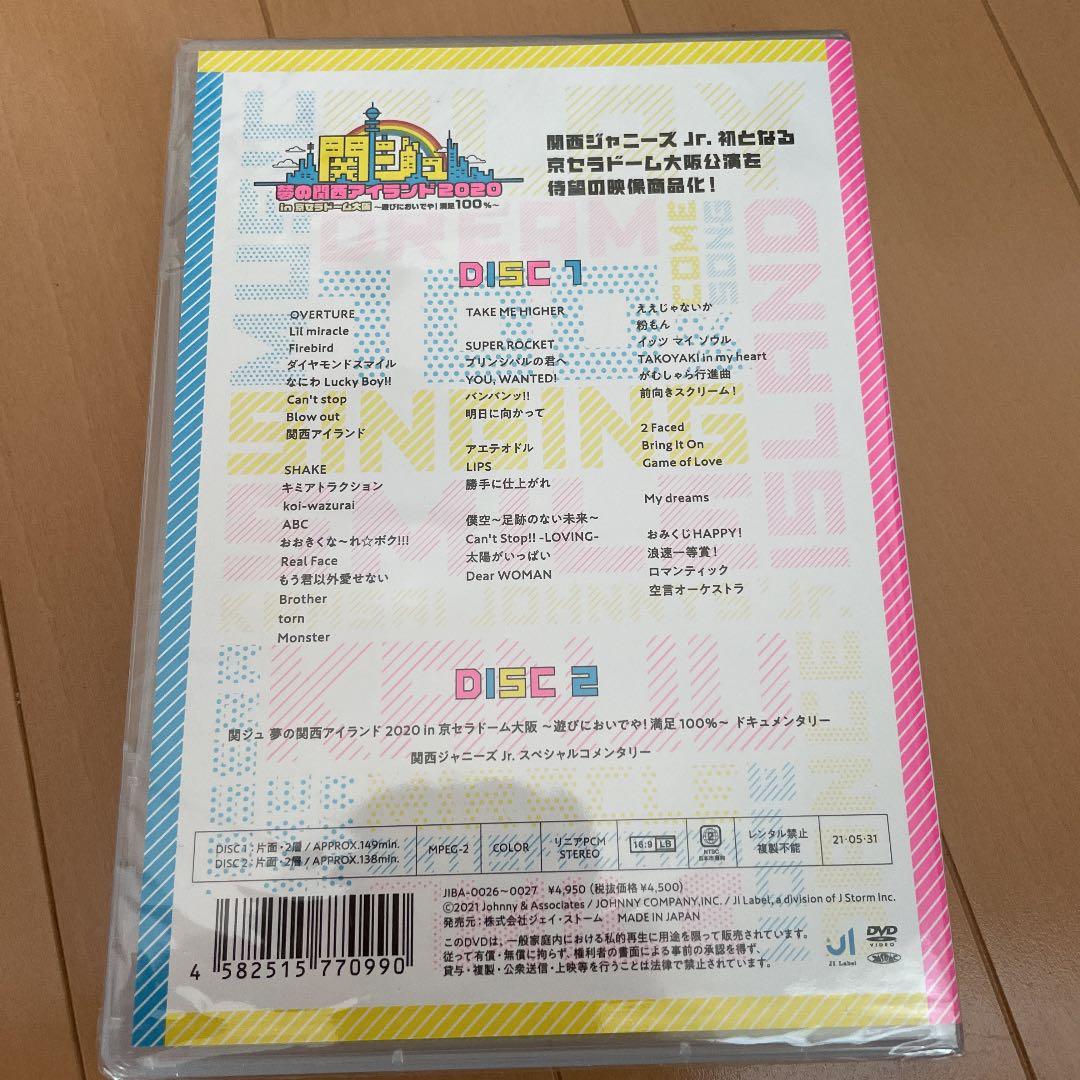 関ジュ
夢の関西アイランド2020
in 京セラドーム大阪 ～遊びにおいでや!満足100%～
関西ジャニーズ Jr. 初となる
京セラドーム大阪公演を
待望の映像商品化!
DISC 1
OVERTURE
Lil miracle
Firebird
ダイヤモンドスマイル
なにわ Lucky Boy!!
Can't stop
Blow out
関西アイランド
SHAKE
キミアトラクション
koi-wazurai
ABC
おおきくな～れ☆ボク!!!
Real Face
もう君以外愛せない
Brother
torn
Monster
TAKE ME HIGHER
SUPER ROCKET
プリンシパルの君へ
YOU, WANTED!
バンバンッ!!
明日に向かって
アエテオドル
LIPS
勝手に仕上がれ
僕空～足跡のない未来～
Can't Stop!! -LOVING-
太陽がいっぱい
Dear WOMAN
ええじゃないか
粉もん
イッツ マイ ソウル
TAKOYAKI in my heart
がむしゃら行進曲
前向きスクリーム!
2 Faced
Bring It On
Game of Love
My dreams
おみくじHAPPY!
浪速一等賞!
ロマンティック
空言オーケストラ
DISC 2
関ジュ 夢の関西アイランド 2020 in 京セラドーム大阪 ～遊びにおいでや!満足100%～ ドキュメンタリー
関西ジャニーズ Jr. スペシャルコメンタリー
DISC 1 : 片面・2層 / APPROX.149min.
DISC 2 : 片面・2層 / APPROX.138min.
MPEG-2
COLOR
リニアPCM
STEREO
16:9 LB
2
NTSC
日本市場向
レンタル禁止
複製不能
21・05・31
JIBA-0026～0027 ¥4,950 (税抜価格 ¥4,500)
©2021 Johnny & Associates / JOHNNY COMPANY,INC. / JI Label, a division of J Storm Inc.
発売元：株式会社ジェイ・ストーム MADE IN JAPAN
このDVDは、一般家庭内における私的再生に用途を限って販売されています。
従って有償・無償に拘らず、権利者の書面による事前の承認を得ず、
貸与・複製・公衆送信・上映等を行うことは法律で禁止されています。
JI
JI Label
DVD
VIDEO
4 582515 770990